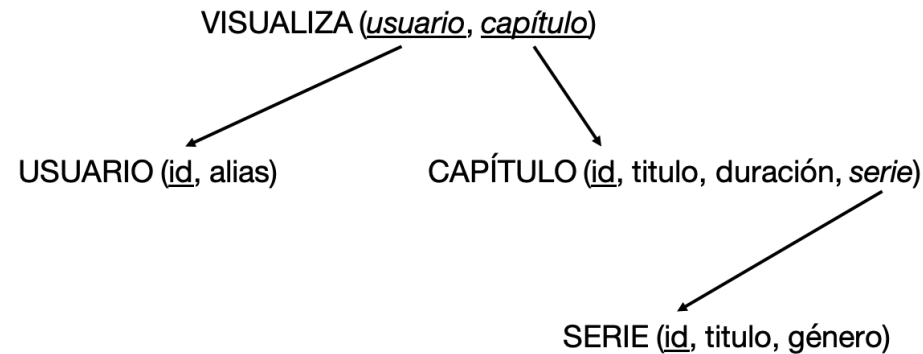 VISUALIZA (usuario, capítulo)
USUARIO (id, alias)
CAPÍTULO (id, titulo, duración, serie)
SERIE (id, titulo, género)